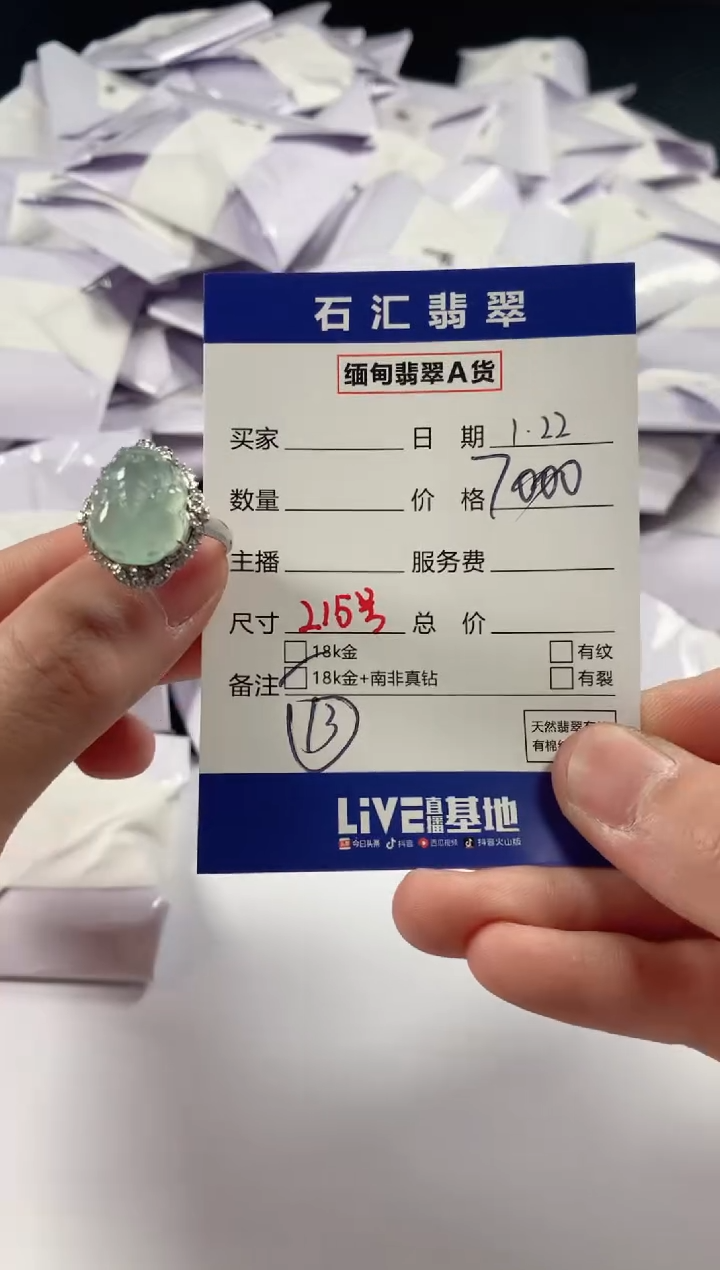 石汇翡翠
缅甸翡翠A货
买家 日期 1.22
数量 价格 7000
主播 服务费
尺寸 215号 总价
备注 18k金 有纹
18k金+南非真钻 有裂
13
天然翡翠
有棉
LiVE直播基地
今日头条 抖音 西瓜视频 抖音火山版